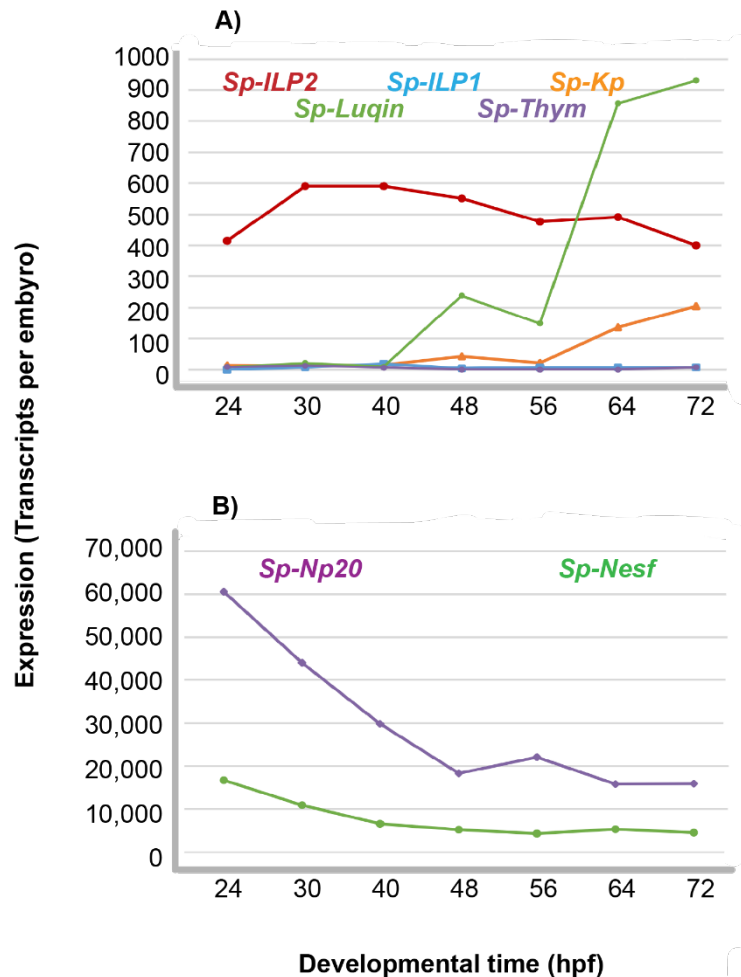 A)
1000
900
800
700
600
500
400
300
200
100
0
Sp-ILP2 Sp-ILP1 Sp-Kp
Sp-Luqin Sp-Thym
24 30 40 48 56 64 72
Expression (Transcripts per embyro)
B)
70,000
60,000
50,000
40,000
30,000
20,000
10,000
0
Sp-Np20 Sp-Nesf
24 30 40 48 56 64 72
Developmental time (hpf)